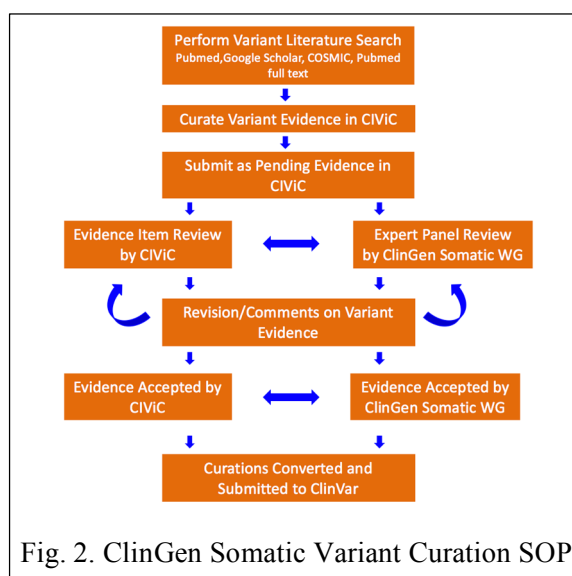 Perform Variant Literature Search
Pubmed,Google Scholar, COSMIC, Pubmed
full text
Curate Variant Evidence in CIViC
Submit as Pending Evidence in
CIViC
Evidence Item Review
by CIViC
Expert Panel Review
by ClinGen Somatic WG
Revision/Comments on Variant
Evidence
Evidence Accepted by
CIViC
Evidence Accepted by
ClinGen Somatic WG
Curations Converted and
Submitted to ClinVar
Fig. 2. ClinGen Somatic Variant Curation SOP